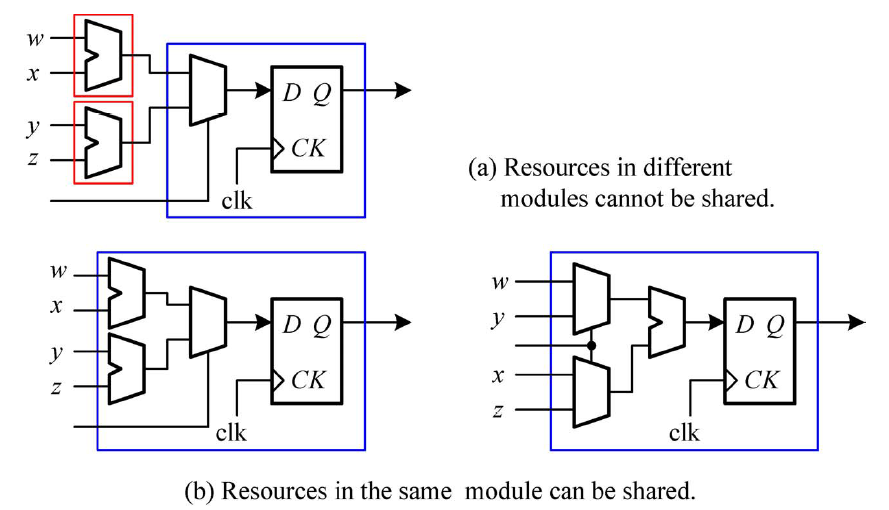 w
x
y
z
D Q
CK
clk
(a) Resources in different
modules cannot be shared.
w
x
y
z
D Q
CK
clk
w
y
x
z
D Q
CK
clk
(b) Resources in the same module can be shared.